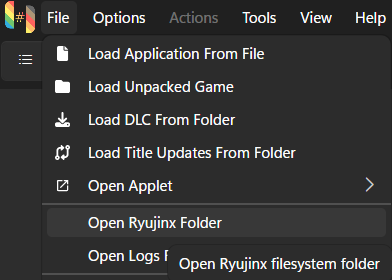 File Options Actions Tools View Help
Load Application From File
Load Unpacked Game
Load DLC From Folder
Load Title Updates From Folder
Open Applet
Open Ryujinx Folder
Open Logs
Open Ryujinx filesystem folder